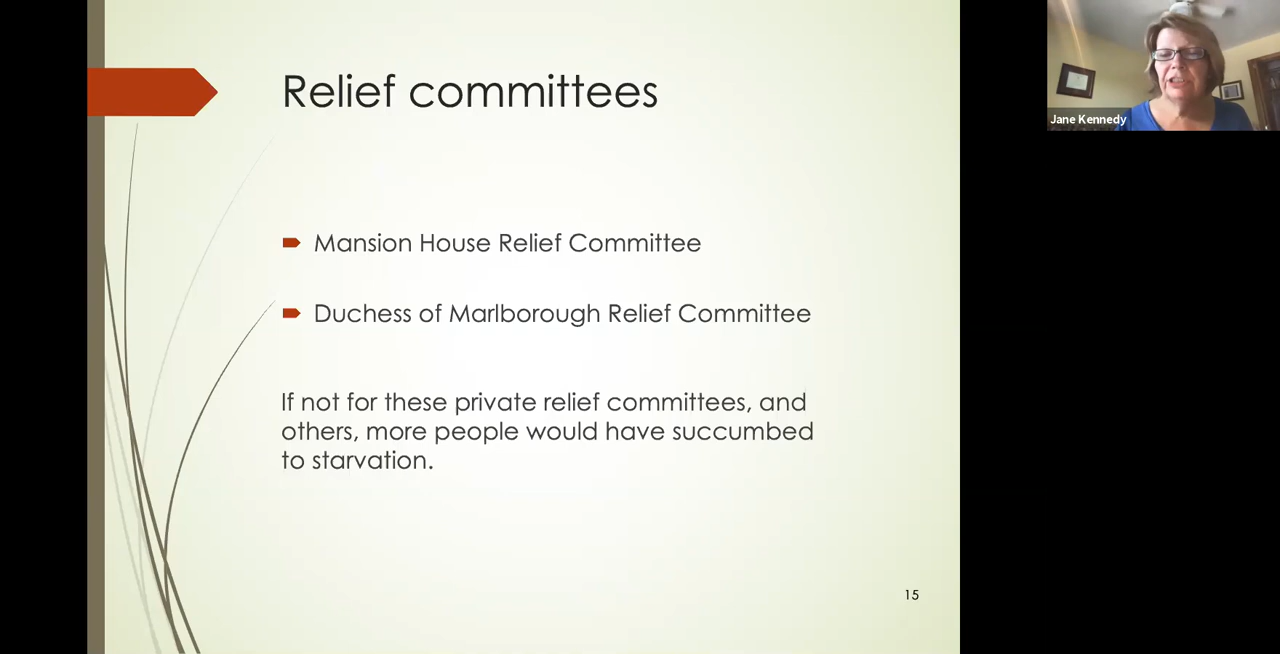 Relief committees
Jane Kennedy
Mansion House Relief Committee
Duchess of Marlborough Relief Committee
If not for these private relief committees, and
others, more people would have succumbed
to starvation.
15